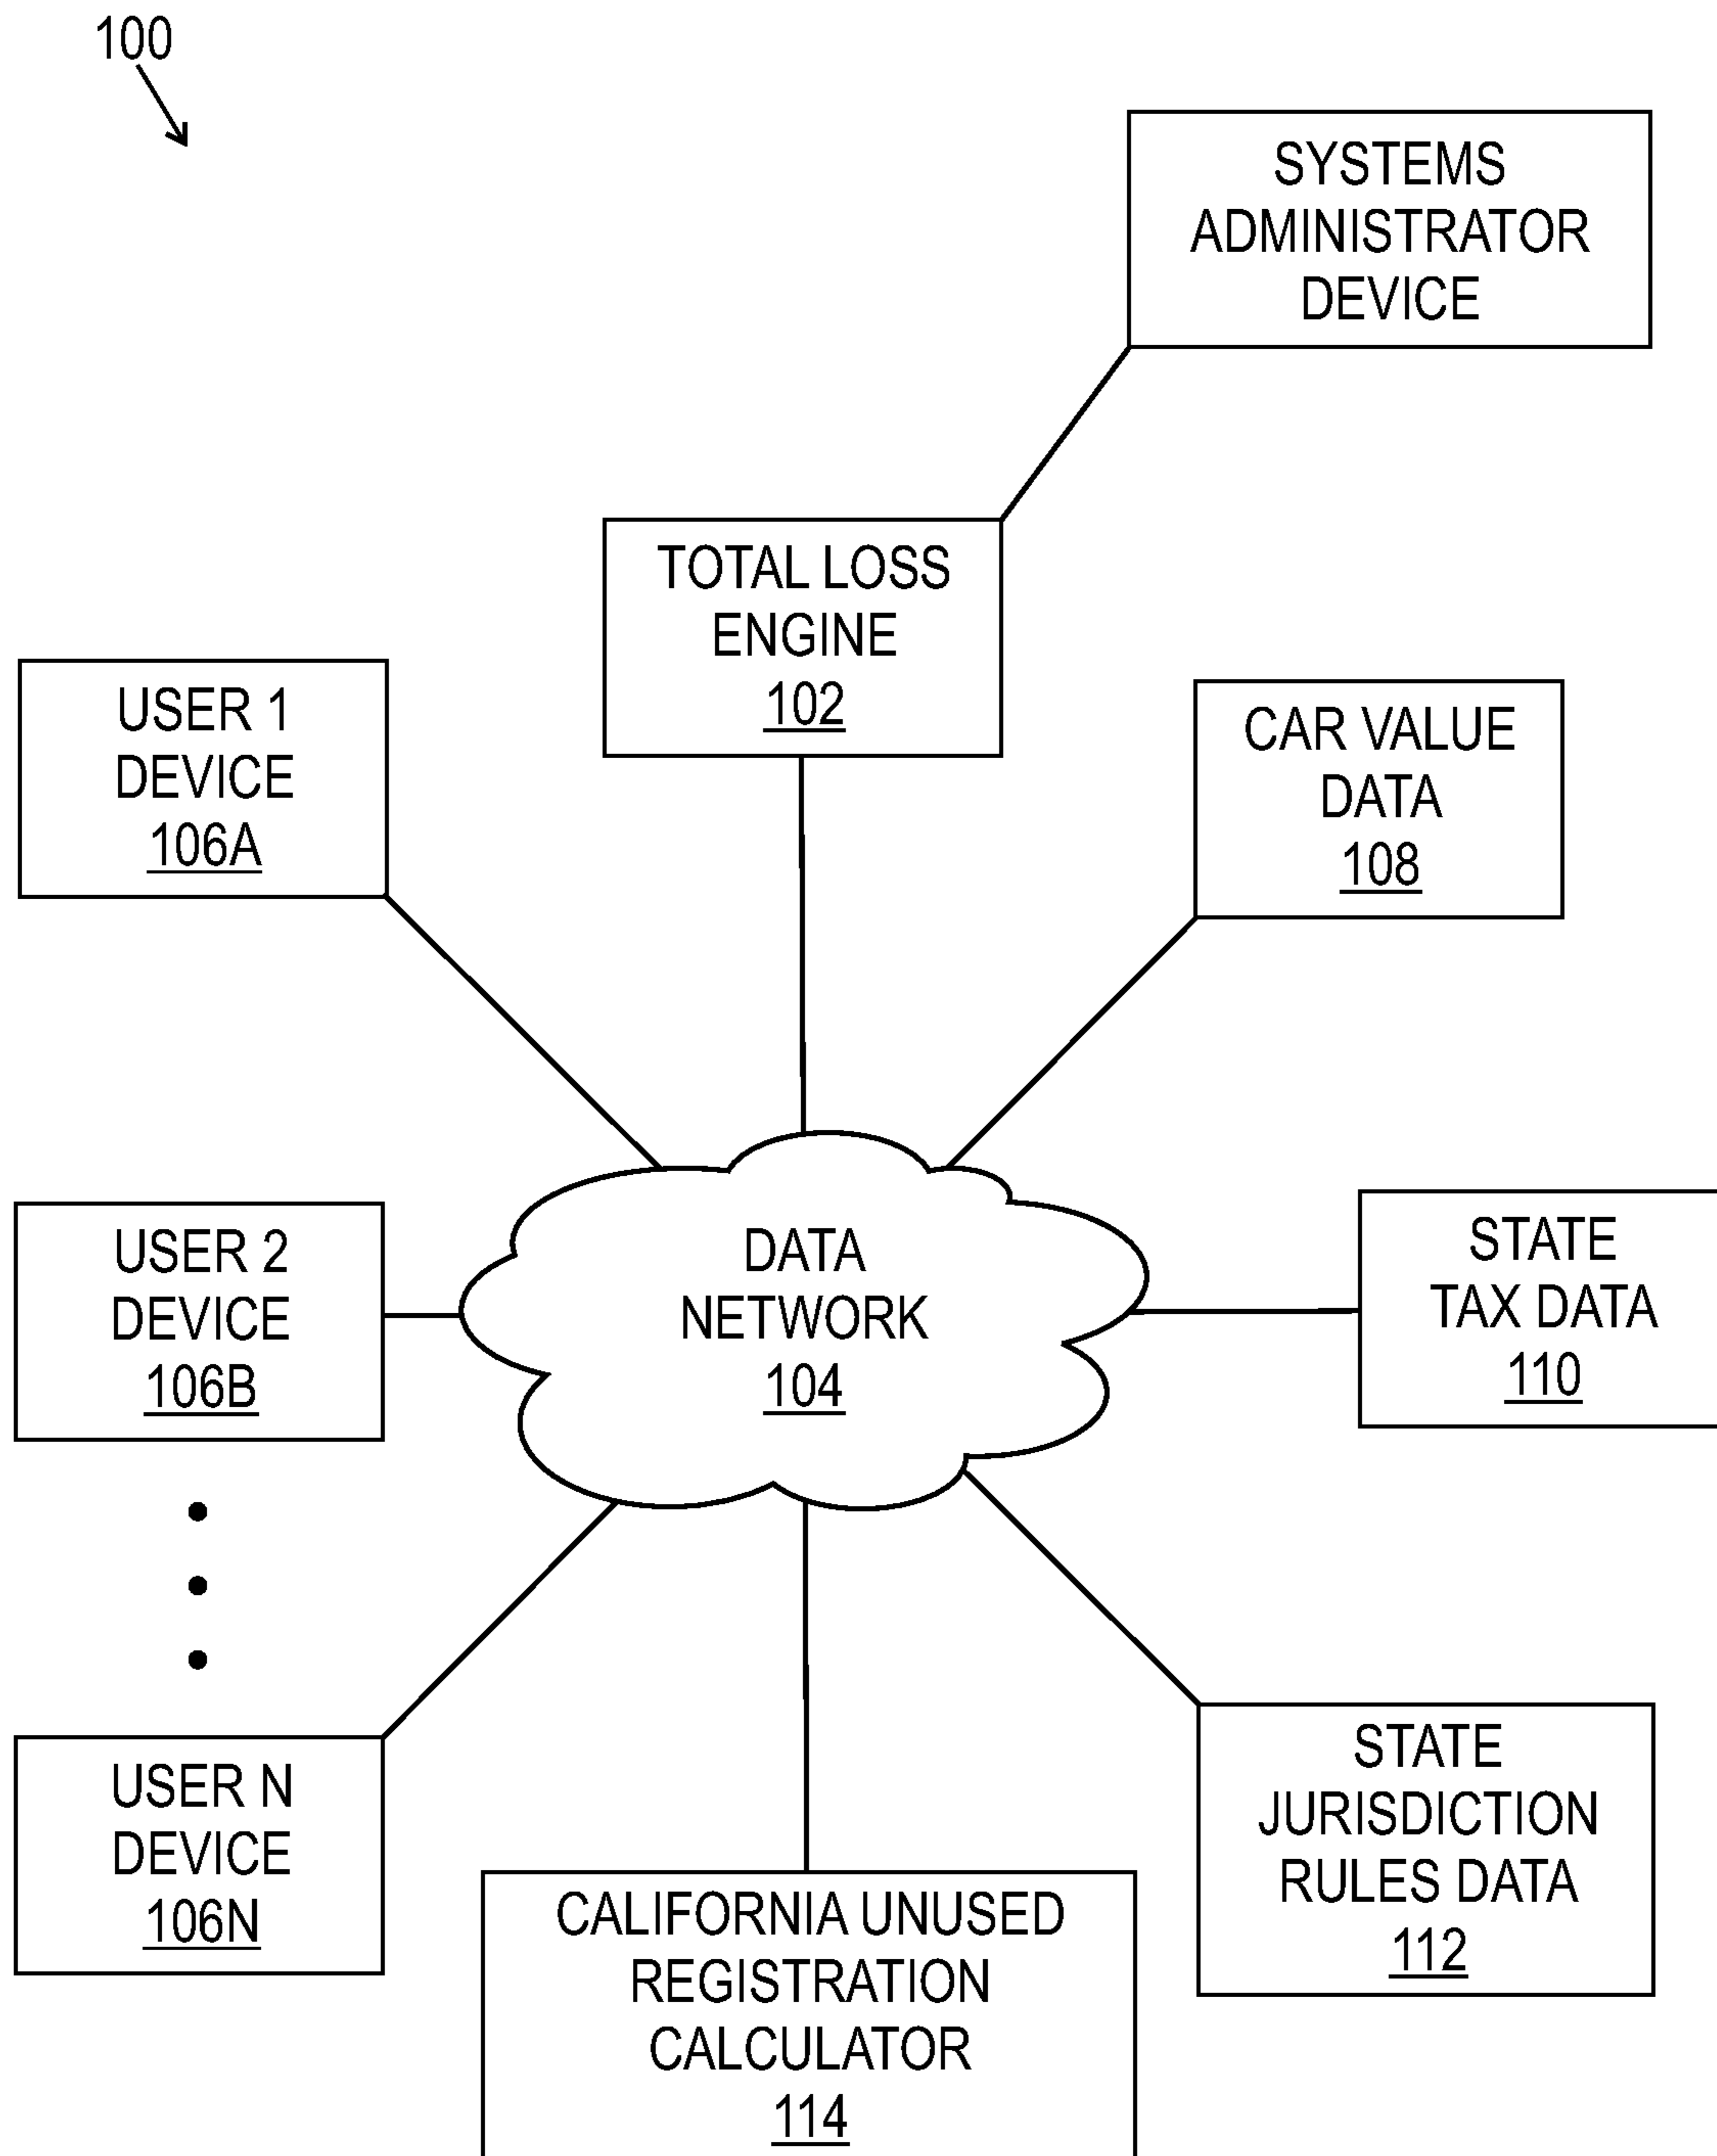 100
SYSTEMS
ADMINISTRATOR
DEVICE
TOTAL LOSS
ENGINE
102
USER 1
DEVICE
106A
CAR VALUE
DATA
108
USER 2
DEVICE
106B
DATA
NETWORK
104
STATE
TAX DATA
110
USER N
DEVICE
106N
STATE
JURISDICTION
RULES DATA
112
CALIFORNIA UNUSED
REGISTRATION
CALCULATOR
114